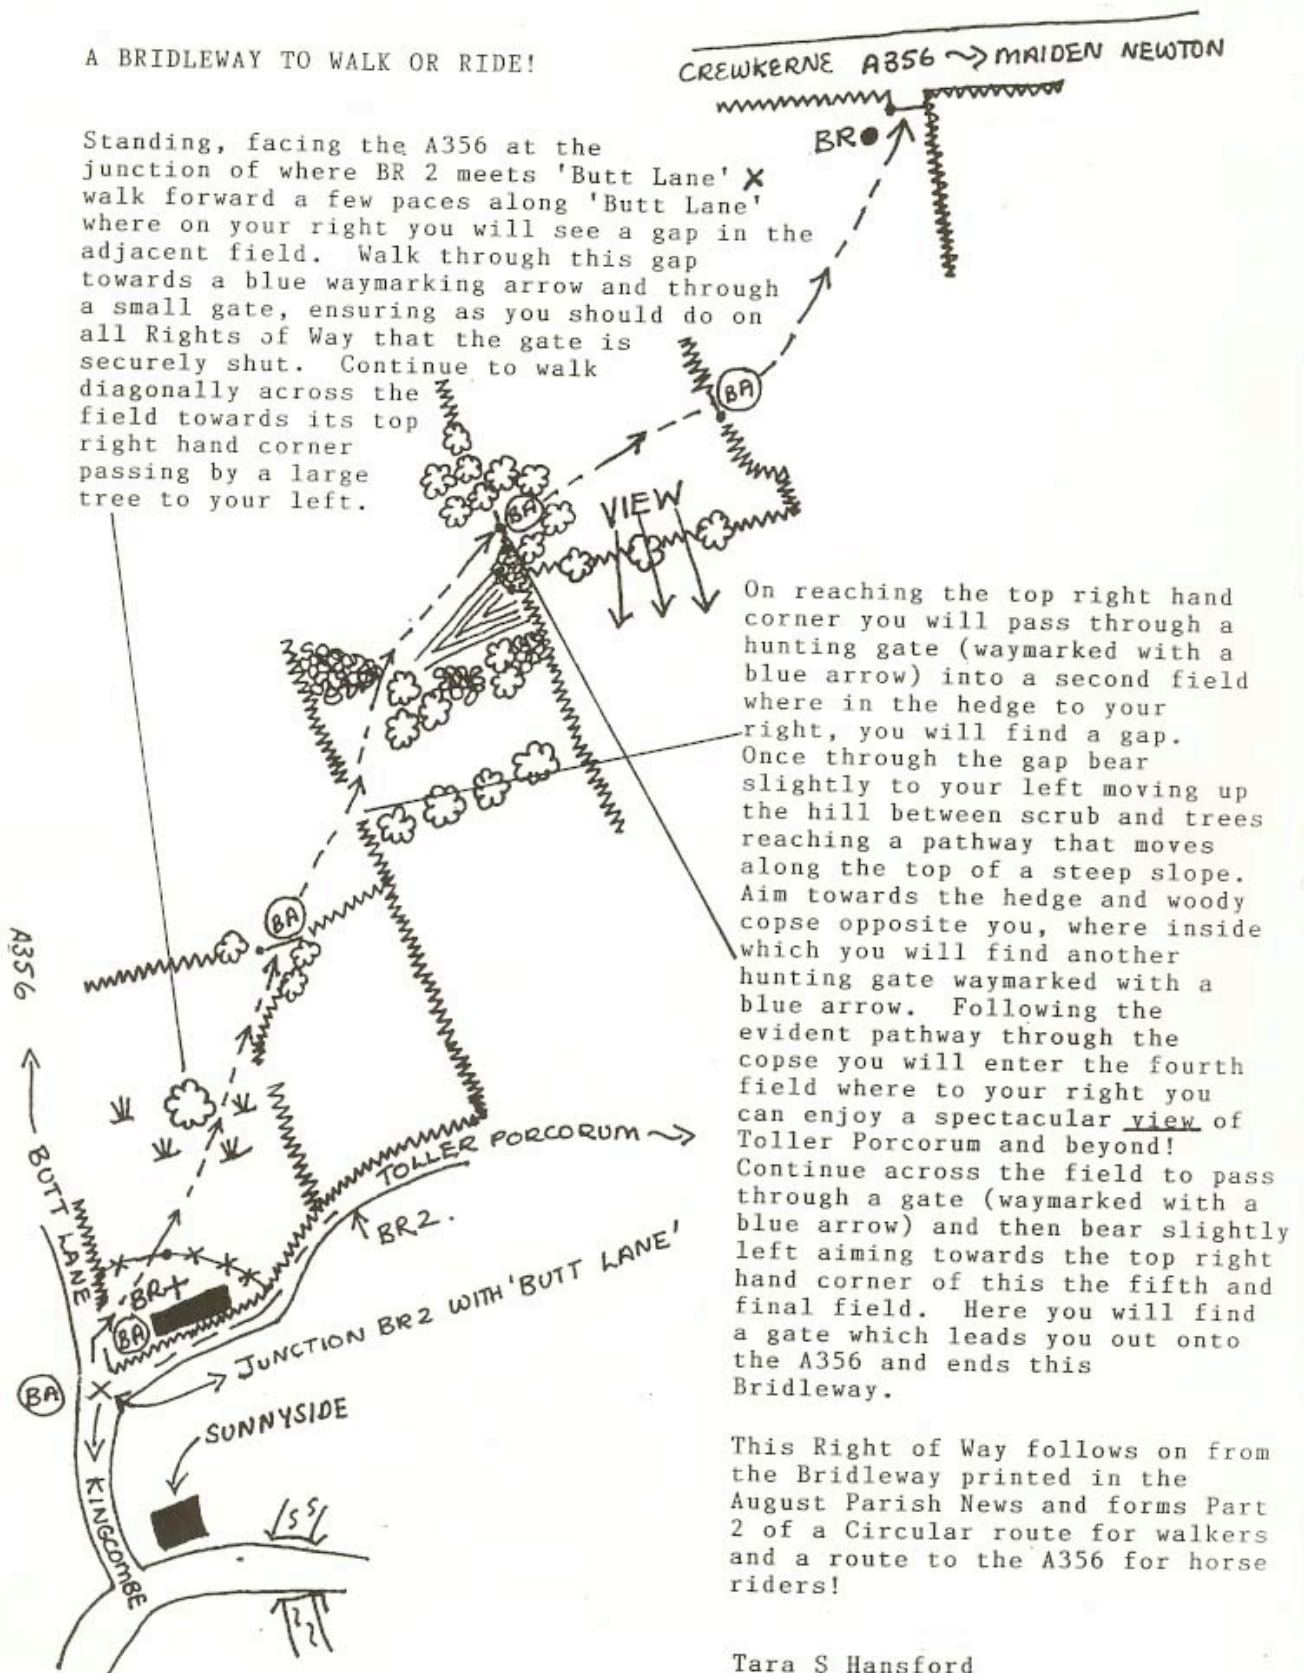 A BRIDLEWAY TO WALK OR RIDE!
CREWKERNE A356 → MAIDEN NEWTON
BR
Standing, facing the A356 at the
junction of where BR 2 meets 'Butt Lane' X
walk forward a few paces along 'Butt Lane'
where on your right you will see a gap in the
adjacent field. Walk through this gap
towards a blue waymarking arrow and through
a small gate, ensuring as you should do on
all Rights of Way that the gate is
securely shut. Continue to walk
diagonally across the
field towards its top
right hand corner
passing by a large
tree to your left.
BA
BA
VIEW
On reaching the top right hand
corner you will pass through a
hunting gate (waymarked with a
blue arrow) into a second field
where in the hedge to your
right, you will find a gap.
Once through the gap bear
slightly to your left moving up
the hill between scrub and trees
reaching a pathway that moves
along the top of a steep slope.
Aim towards the hedge and woody
copse opposite you, where inside
which you will find another
hunting gate waymarked with a
blue arrow. Following the
evident pathway through the
copse you will enter the fourth
field where to your right you
can enjoy a spectacular view of
Toller Porcorum and beyond!
Continue across the field to pass
through a gate (waymarked with a
blue arrow) and then bear slightly
left aiming towards the top right
hand corner of this the fifth and
final field. Here you will find
a gate which leads you out onto
the A356 and ends this
Bridleway.
This Right of Way follows on from
the Bridleway printed in the
August Parish News and forms Part
2 of a Circular route for walkers
and a route to the A356 for horse
riders!
Tara S Hansford
BA
A356
BUTT LANE
TOLLER PORCORUM
BR2.
BR
BA
JUNCTION BR2 WITH 'BUTT LANE'
BA
X
SUNNYSIDE
KINGCOMBE